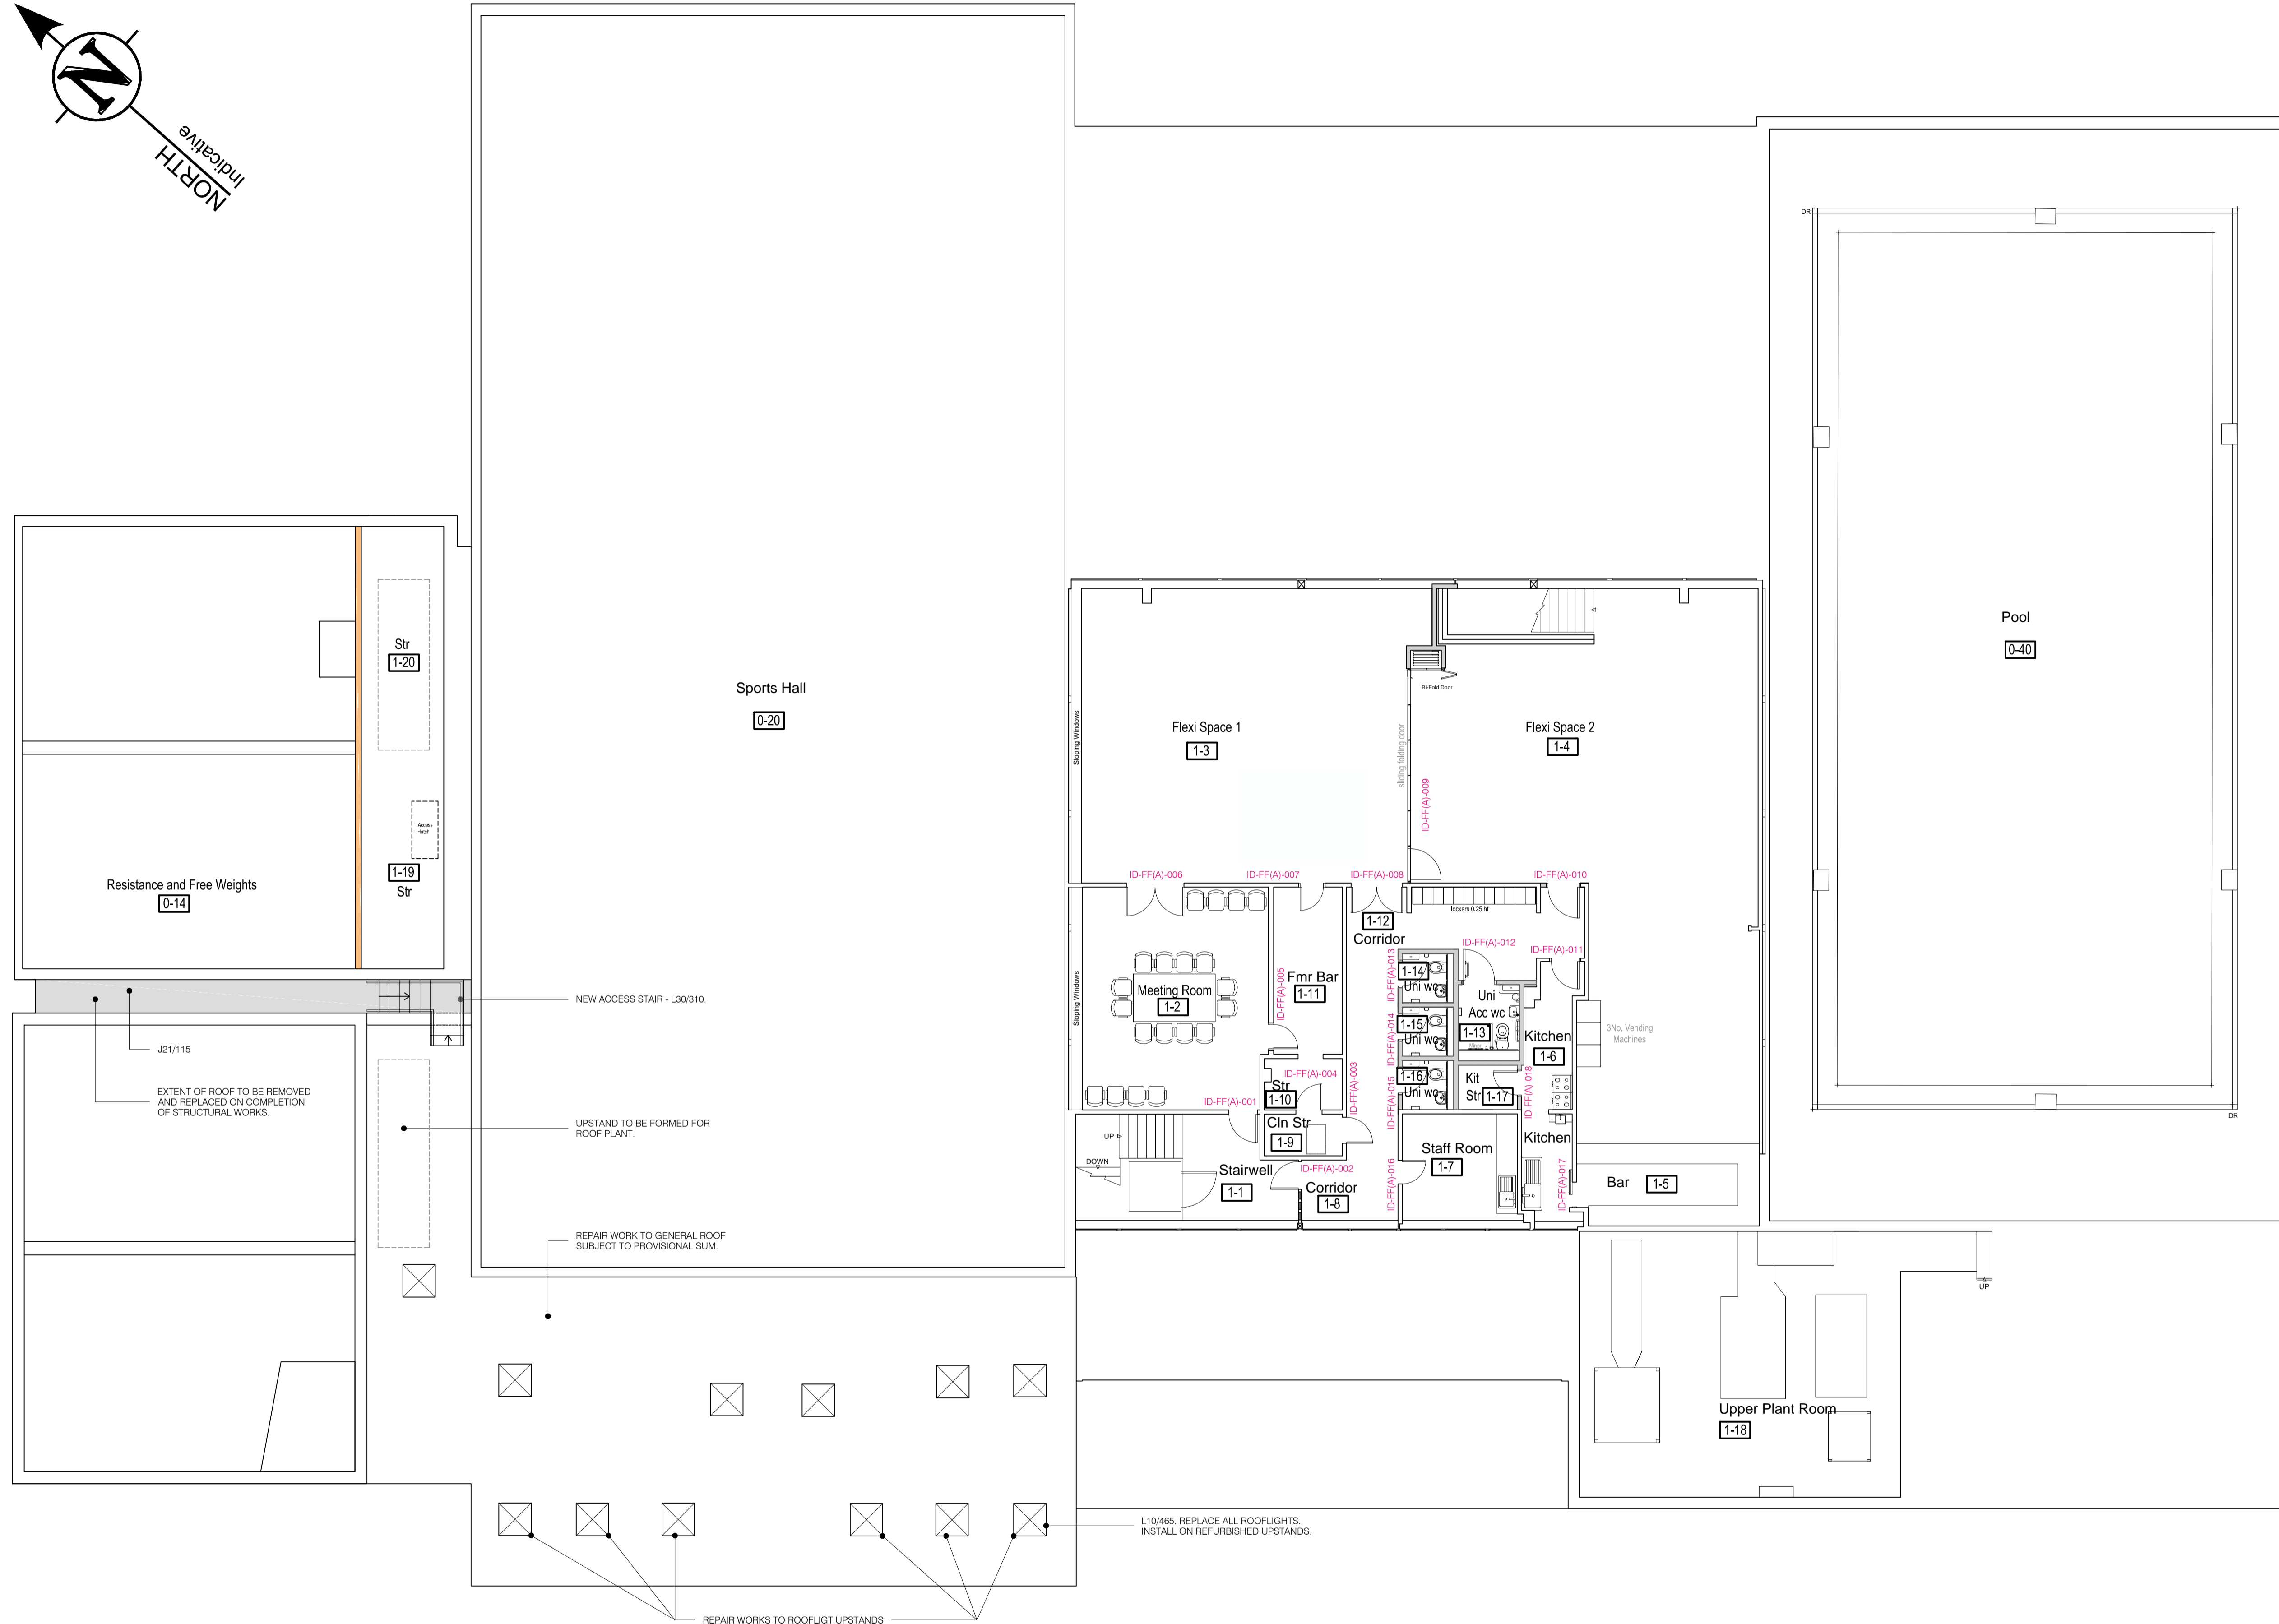 N
NORTH
Indicative
Sports Hall
0-20
Pool
0-40
DR
DR
Str
1-20
Access
Hatch
1-19
Str
Resistance and Free Weights
0-14
NEW ACCESS STAIR - L30/310.
J21/115
EXTENT OF ROOF TO BE REMOVED
AND REPLACED ON COMPLETION
OF STRUCTURAL WORKS.
UPSTAND TO BE FORMED FOR
ROOF PLANT.
REPAIR WORK TO GENERAL ROOF
SUBJECT TO PROVISIONAL SUM.
Sloping Windows
Flexi Space 1
1-3
Bi-Fold Door
sliding folding door
Flexi Space 2
1-4
ID-FF(A)-009
ID-FF(A)-006
ID-FF(A)-007
ID-FF(A)-008
ID-FF(A)-010
lockers 0.25 ht
1-12
Corridor
ID-FF(A)-012
ID-FF(A)-011
ID-FF(A)-013
1-14
Uni wc
Sloping Windows
Meeting Room
1-2
ID-FF(A)-005
Fmr Bar
1-11
Uni
Acc wc
1-13
ID-FF(A)-014
1-15
Uni wc
Kitchen
1-6
3No. Vending
Machines
ID-FF(A)-004
Str
1-10
ID-FF(A)-003
ID-FF(A)-015
1-16
Uni wc
Kit
Str
1-17
ID-FF(A)-018
ID-FF(A)-001
Cln Str
1-9
UP
DOWN
Stairwell
1-1
ID-FF(A)-002
Corridor
1-8
ID-FF(A)-016
Staff Room
1-7
Kitchen
ID-FF(A)-017
Bar
1-5
UP
Upper Plant Room
1-18
L10/465. REPLACE ALL ROOFLIGHTS.
INSTALL ON REFURBISHED UPSTANDS.
REPAIR WORKS TO ROOFLIGT UPSTANDS